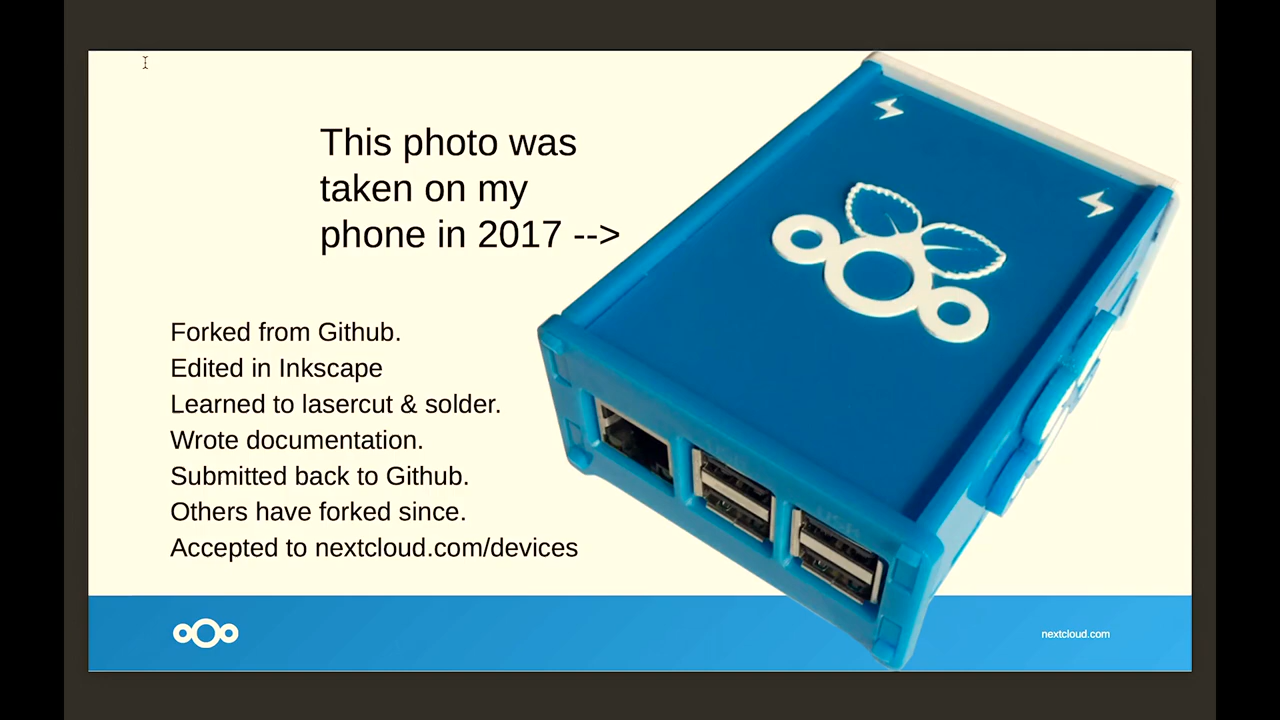 This photo was
taken on my
phone in 2017 -->
Forked from Github.
Edited in Inkscape
Learned to lasercut & solder.
Wrote documentation.
Submitted back to Github.
Others have forked since.
Accepted to nextcloud.com/devices
nextcloud.com